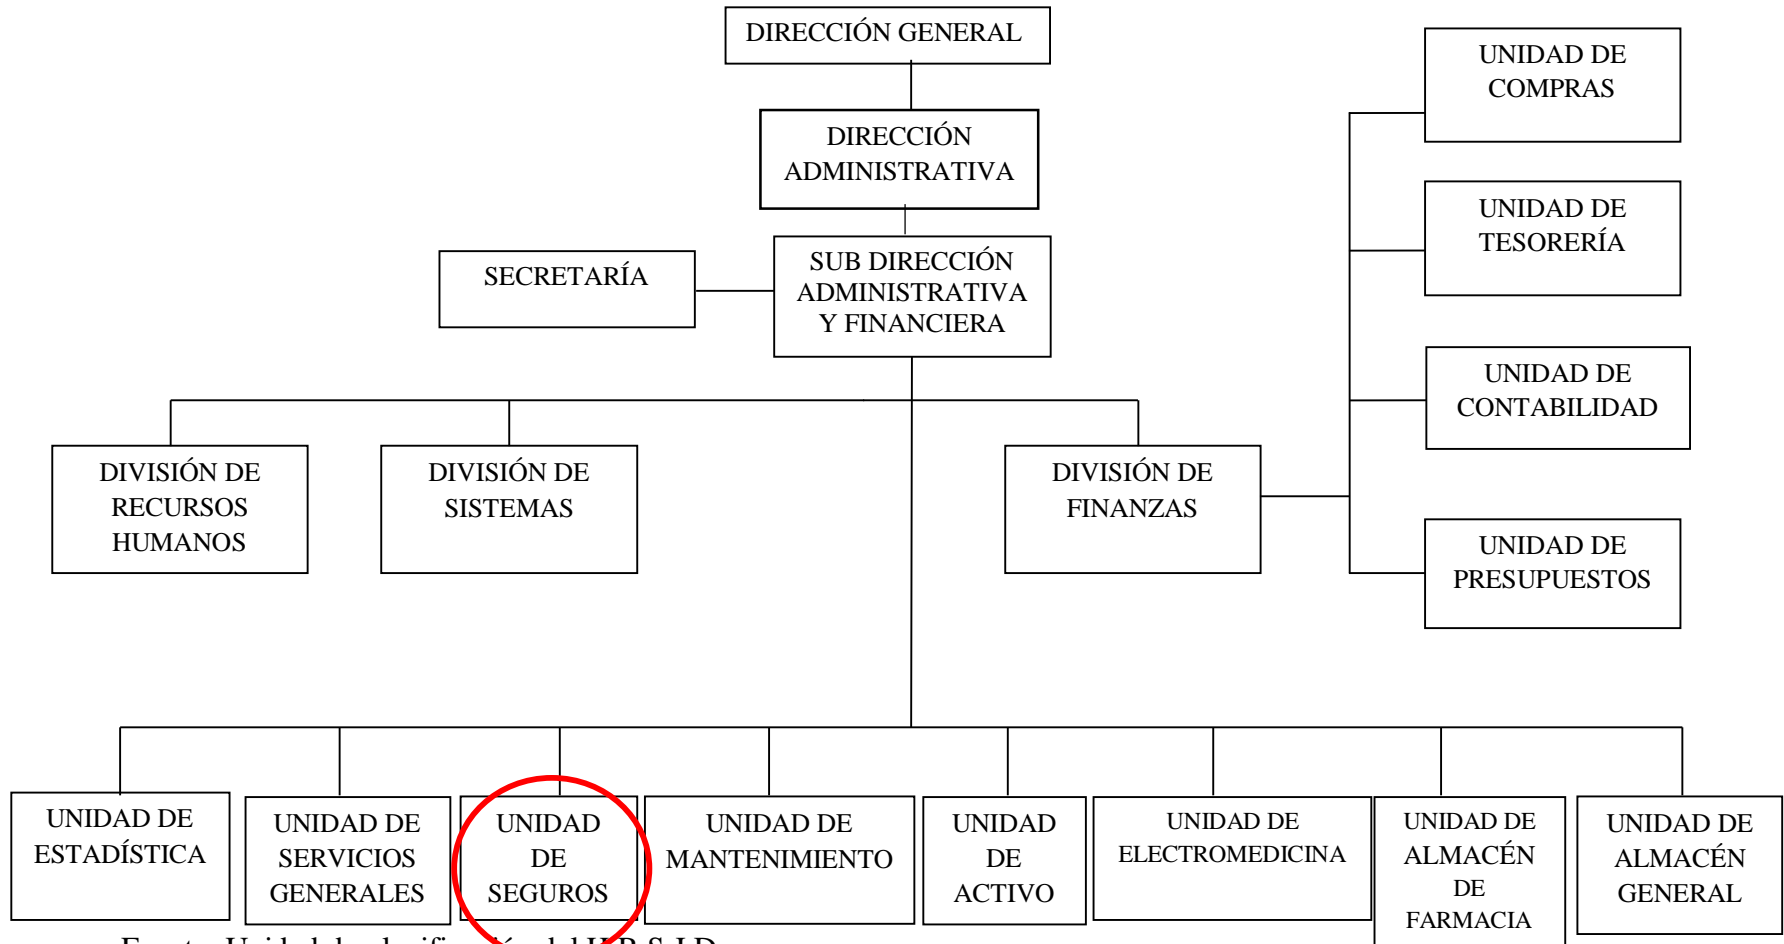 DIRECCIÓN GENERAL
DIRECCIÓN
ADMINISTRATIVA
SUB DIRECCIÓN
ADMINISTRATIVA
Y FINANCIERA
SECRETARÍA
DIVISIÓN DE
RECURSOS
HUMANOS
DIVISIÓN DE
SISTEMAS
DIVISIÓN DE
FINANZAS
UNIDAD DE
COMPRAS
UNIDAD DE
TESORERÍA
UNIDAD DE
CONTABILIDAD
UNIDAD DE
PRESUPUESTOS
UNIDAD DE
ESTADÍSTICA
UNIDAD DE
SERVICIOS
GENERALES
UNIDAD
DE
SEGUROS
UNIDAD DE
MANTENIMIENTO
UNIDAD
DE
ACTIVO
UNIDAD DE
ELECTROMEDICINA
UNIDAD DE
ALMACÉN
DE
FARMACIA
UNIDAD DE
ALMACÉN
GENERAL